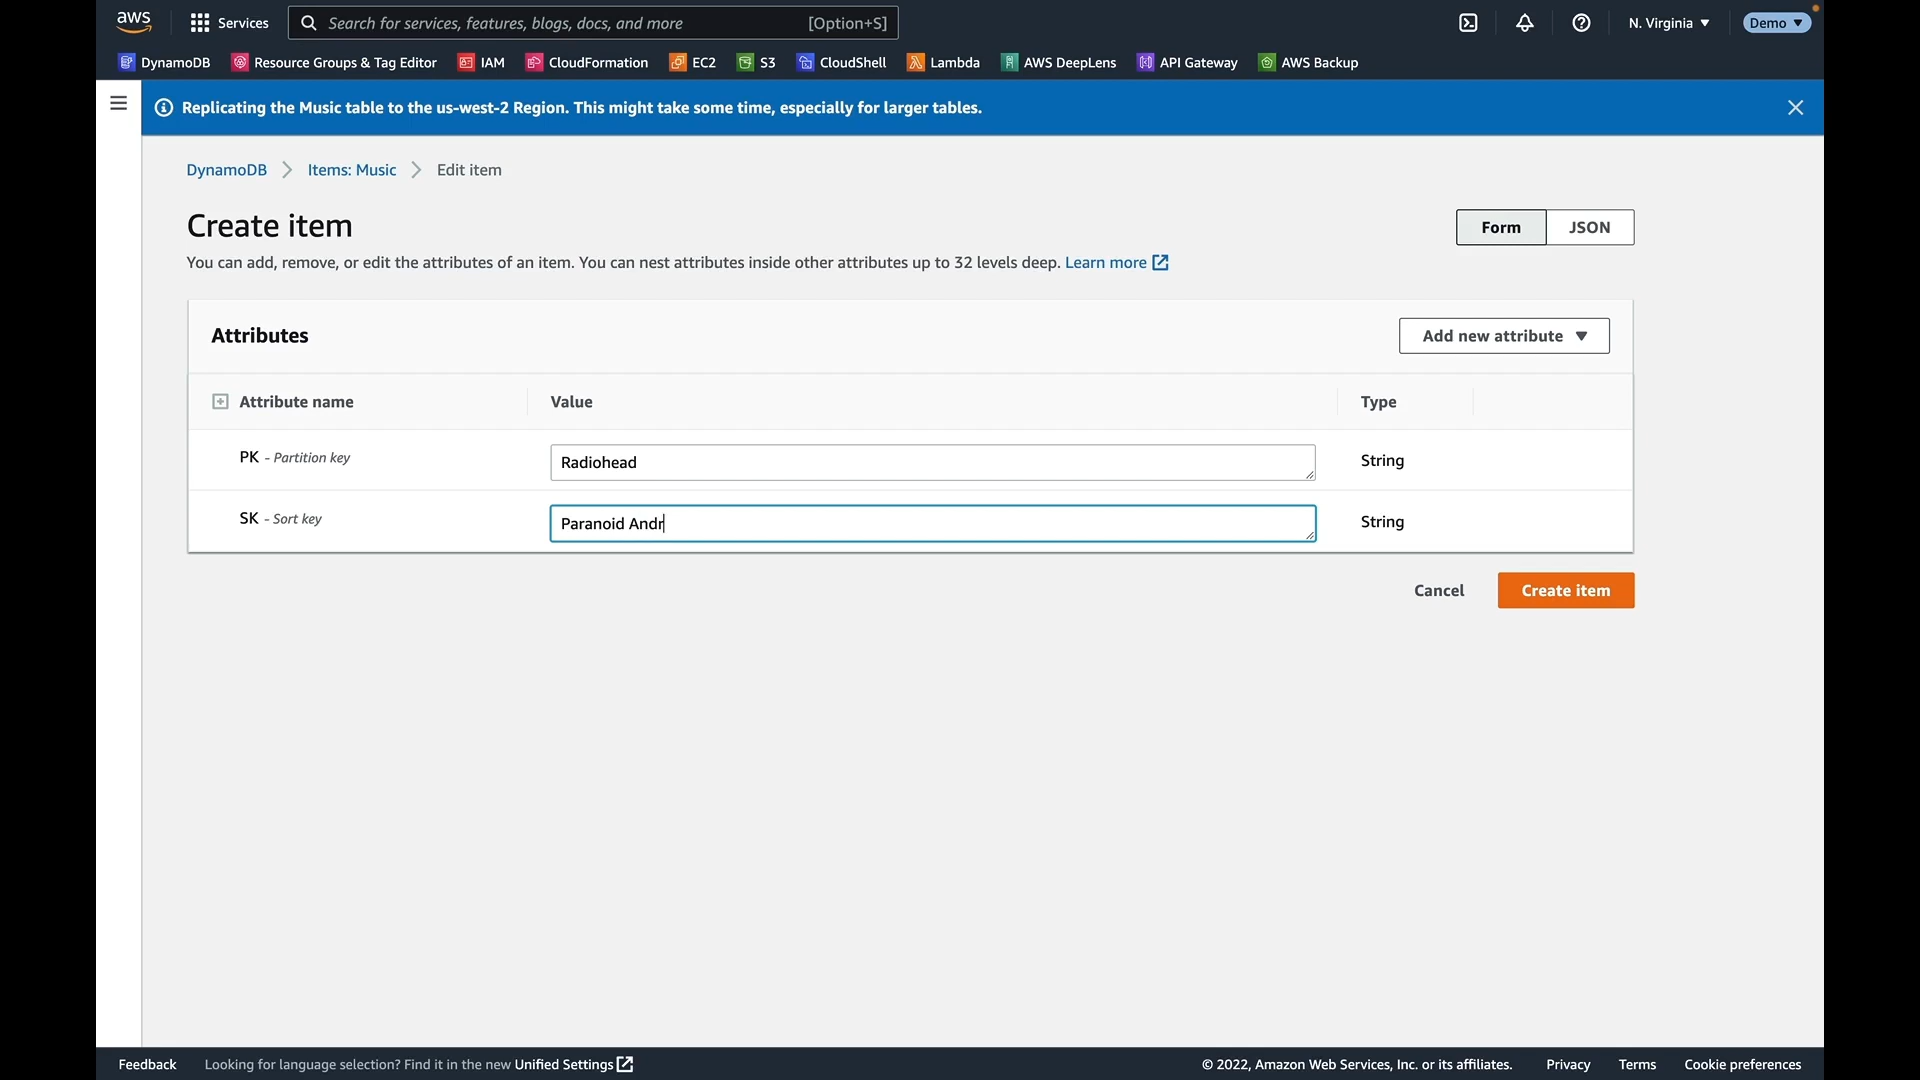 aws
Services
Search for services, features, blogs, docs, and more [Option+S]
N. Virginia ▼
Demo ▼
DynamoDB
Resource Groups & Tag Editor
IAM
CloudFormation
EC2
S3
CloudShell
Lambda
AWS DeepLens
API Gateway
AWS Backup
Replicating the Music table to the us-west-2 Region. This might take some time, especially for larger tables.
DynamoDB > Items: Music > Edit item
Create item
Form
JSON
You can add, remove, or edit the attributes of an item. You can nest attributes inside other attributes up to 32 levels deep. Learn more
Attributes
Add new attribute ▼
Attribute name
Value
Type
PK - Partition key
Radiohead
String
SK - Sort key
Paranoid Andr
String
Cancel
Create item
Feedback
Looking for language selection? Find it in the new Unified Settings
© 2022, Amazon Web Services, Inc. or its affiliates.
Privacy
Terms
Cookie preferences